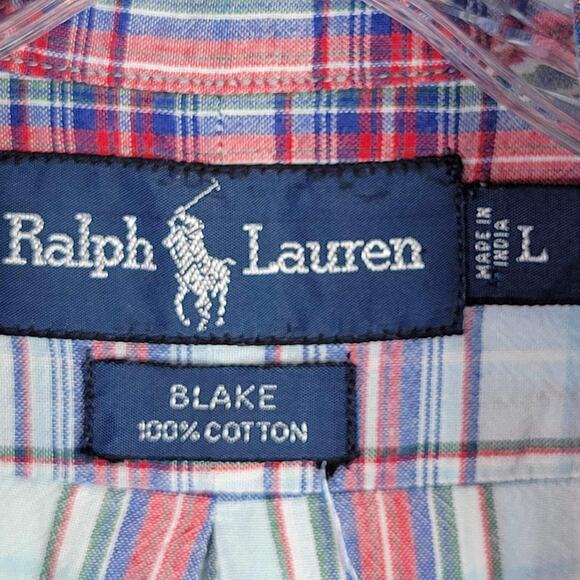 Ralph Lauren
MADE IN
INDIA
L
BLAKE
100% COTTON